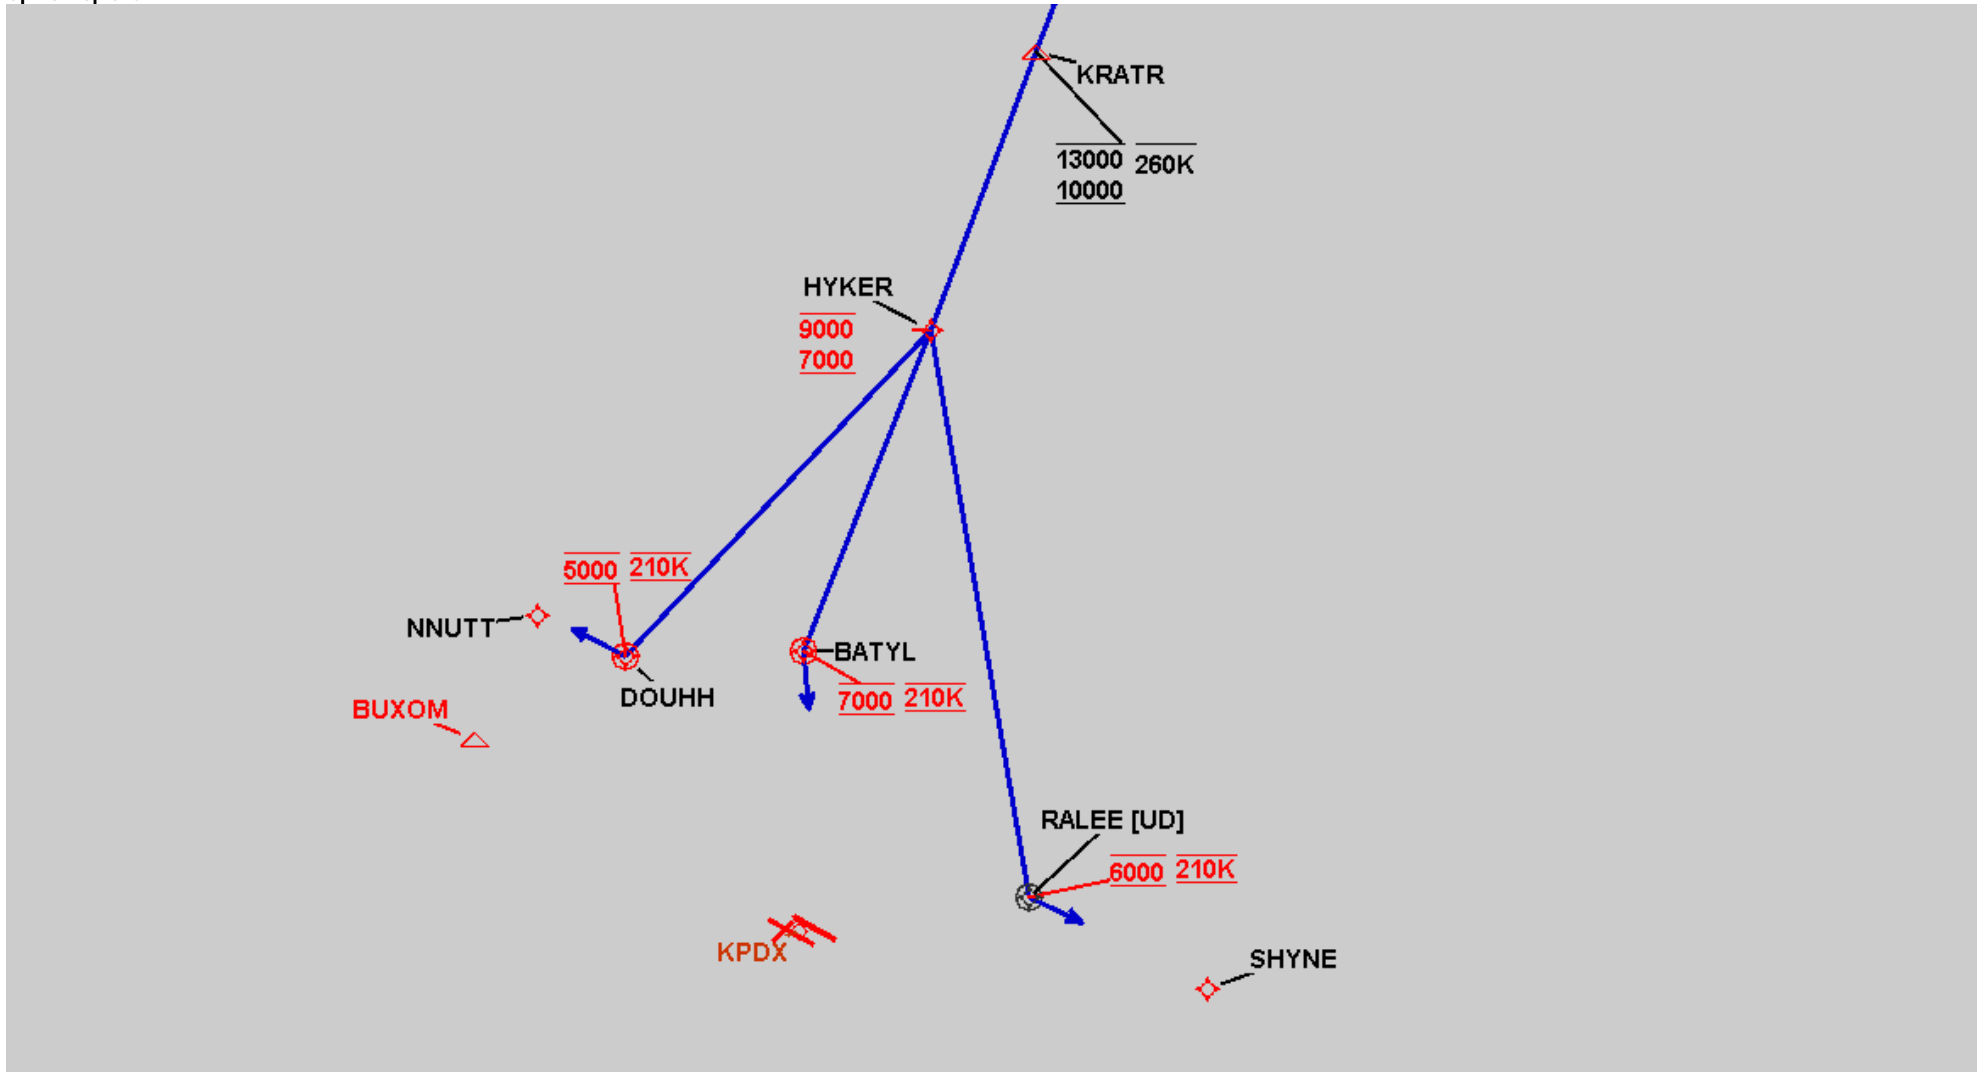 KRATR
13000 260K
10000
HYKER
9000
7000
5000 210K
NNUTT
BATYL
DOUHH
7000 210K
BUXOM
RALEE [UD]
6000 210K
KPDX
SHYNE